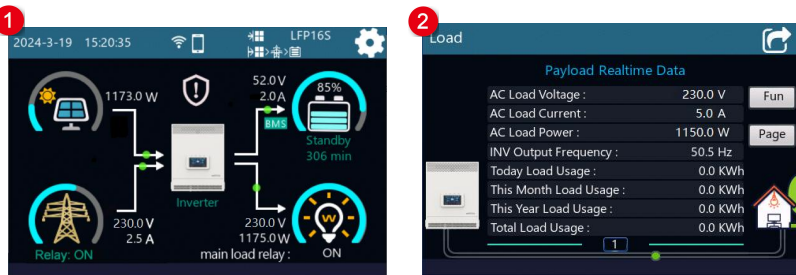 1
2024-3-19 15:20:35
LFP16S
1173.0 W
52.0 V
2.0 A
BMS
85%
Standby
306 min
Inverter
230.0 V
2.5 A
Relay: ON
230.0 V
1175.0 W
main load relay :
ON
W
2
Load
Payload Realtime Data
AC Load Voltage : 230.0 V
AC Load Current : 5.0 A
AC Load Power : 1150.0 W
INV Output Frequency : 50.5 Hz
Today Load Usage : 0.0 KWh
This Month Load Usage : 0.0 KWh
This Year Load Usage : 0.0 KWh
Total Load Usage : 0.0 KWh
1
Fun
Page